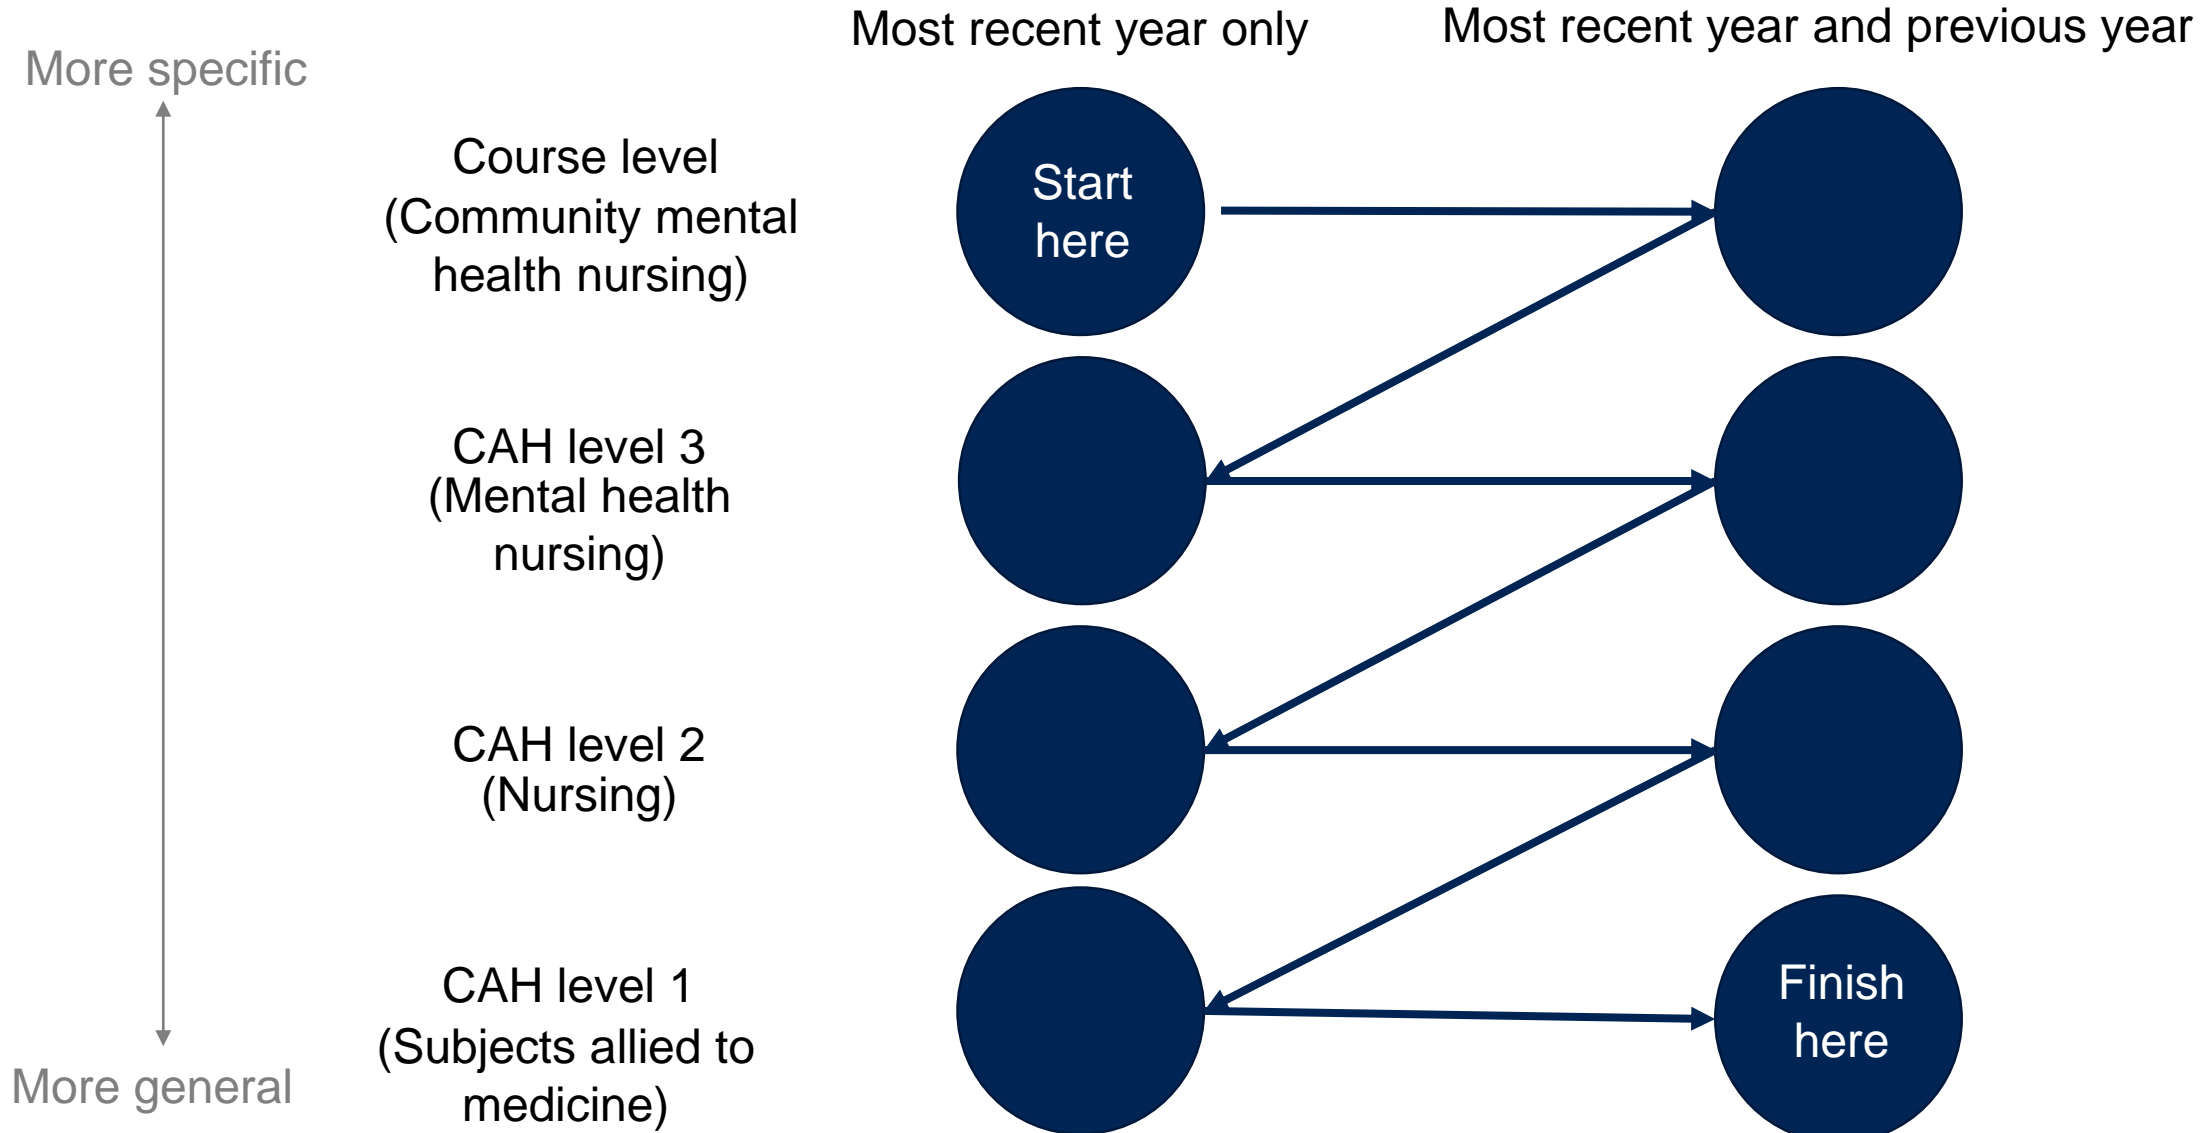 Most recent year only
Most recent year and previous year
More specific
Course level
(Community mental
health nursing)
Start
here
CAH level 3
(Mental health
nursing)
CAH level 2
(Nursing)
CAH level 1
(Subjects allied to
medicine)
Finish
here
More general